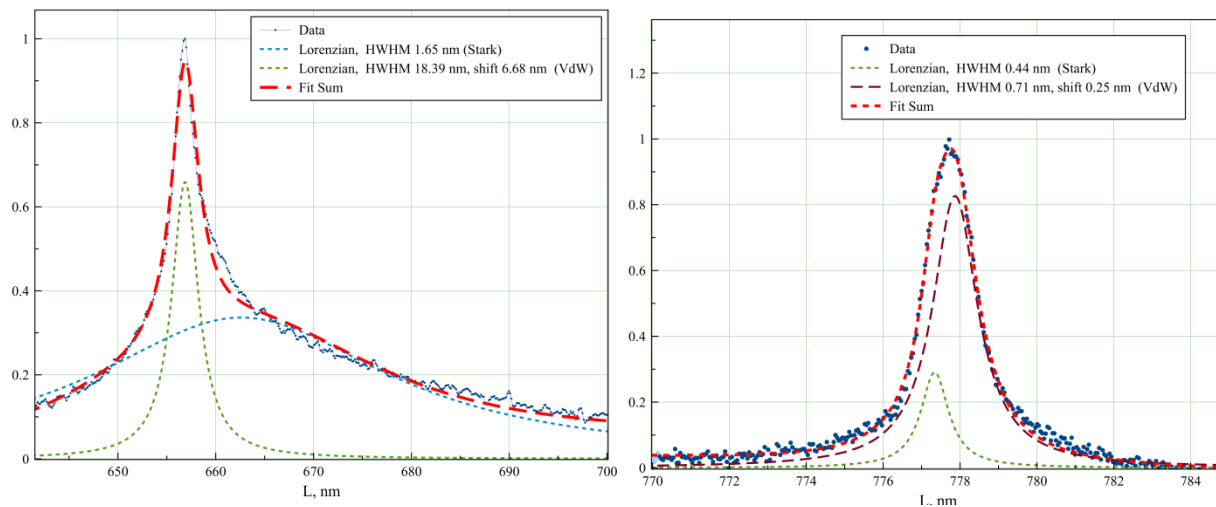 Data
Lorenzian, HWHM 1.65 nm (Stark)
Lorenzian, HWHM 18.39 nm, shift 6.68 nm (VdW)
Fit Sum
1
0.8
0.6
0.4
0.2
0
650
660
670
680
690
700
L, nm
Data
Lorenzian, HWHM 0.44 nm (Stark)
Lorenzian, HWHM 0.71 nm, shift 0.25 nm (VdW)
Fit Sum
1.2
1
0.8
0.6
0.4
0.2
0
770
772
774
776
778
780
782
784
L, nm